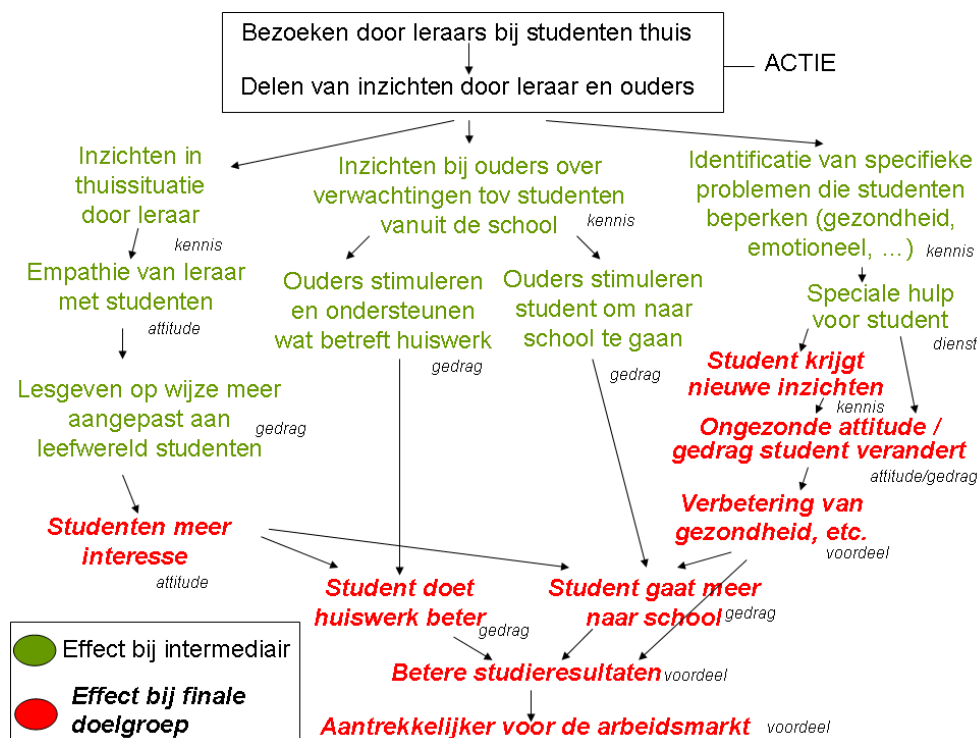 Bezoeken door leraars bij studenten thuis
Delen van inzichten door leraar en ouders
ACTIE
Inzichten in
thuissituatie
door leraar
kennis
Empathie van leraar
met studenten
attitude
Lesgeven op wijze meer
aangepast aan
leefwereld studenten
gedrag
Studenten meer
interesse
attitude
Inzichten bij ouders over
verwachtingen tov studenten
vanuit de school
kennis
Ouders stimuleren
en ondersteunen
wat betreft huiswerk
gedrag
Ouders stimuleren
student om naar
school te gaan
gedrag
Identificatie van specifieke
problemen die studenten
beperken (gezondheid,
emotioneel, …)
kennis
Speciale hulp
voor student
dienst
Student krijgt
nieuwe inzichten
kennis
Ongezonde attitude /
gedrag student verandert
attitude/gedrag
Verbetering van
gezondheid, etc.
voordeel
Student doet
huiswerk beter
gedrag
Student gaat meer
naar school
gedrag
Betere studieresultaten
voordeel
Aantrekkelijker voor de arbeidsmarkt
voordeel
Effect bij intermediair
Effect bij finale
doelgroep